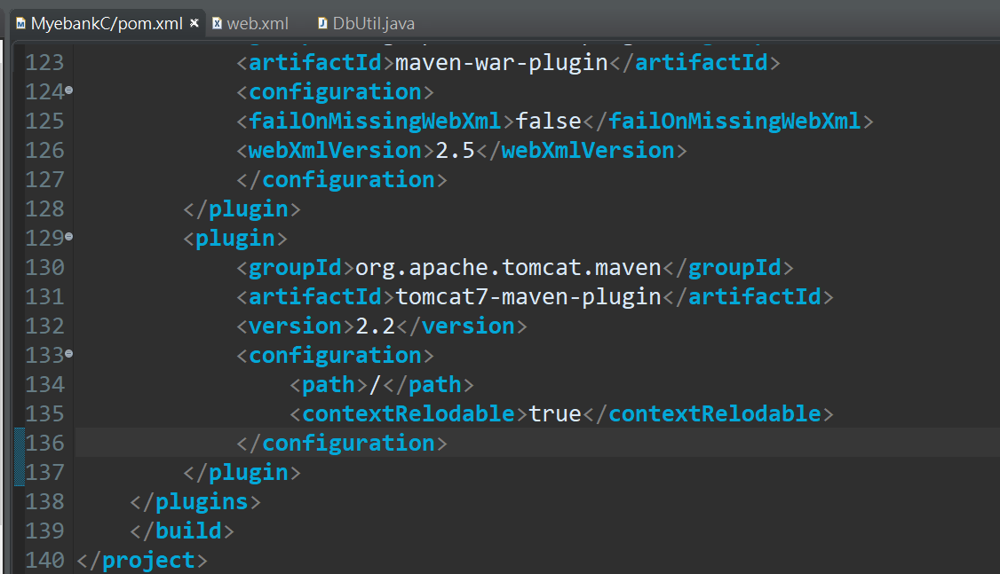 MyebankC/pom.xml web.xml DbUtil.java
123 <artifactId>maven-war-plugin</artifactId>
124 <configuration>
125 <failOnMissingWebXml>false</failOnMissingWebXml>
126 <webXmlVersion>2.5</webXmlVersion>
127 </configuration>
128 </plugin>
129 <plugin>
130 <groupId>org.apache.tomcat.maven</groupId>
131 <artifactId>tomcat7-maven-plugin</artifactId>
132 <version>2.2</version>
133 <configuration>
134 <path>/</path>
135 <contextRelodable>true</contextRelodable>
136 </configuration>
137 </plugin>
138 </plugins>
139 </build>
140 </project>